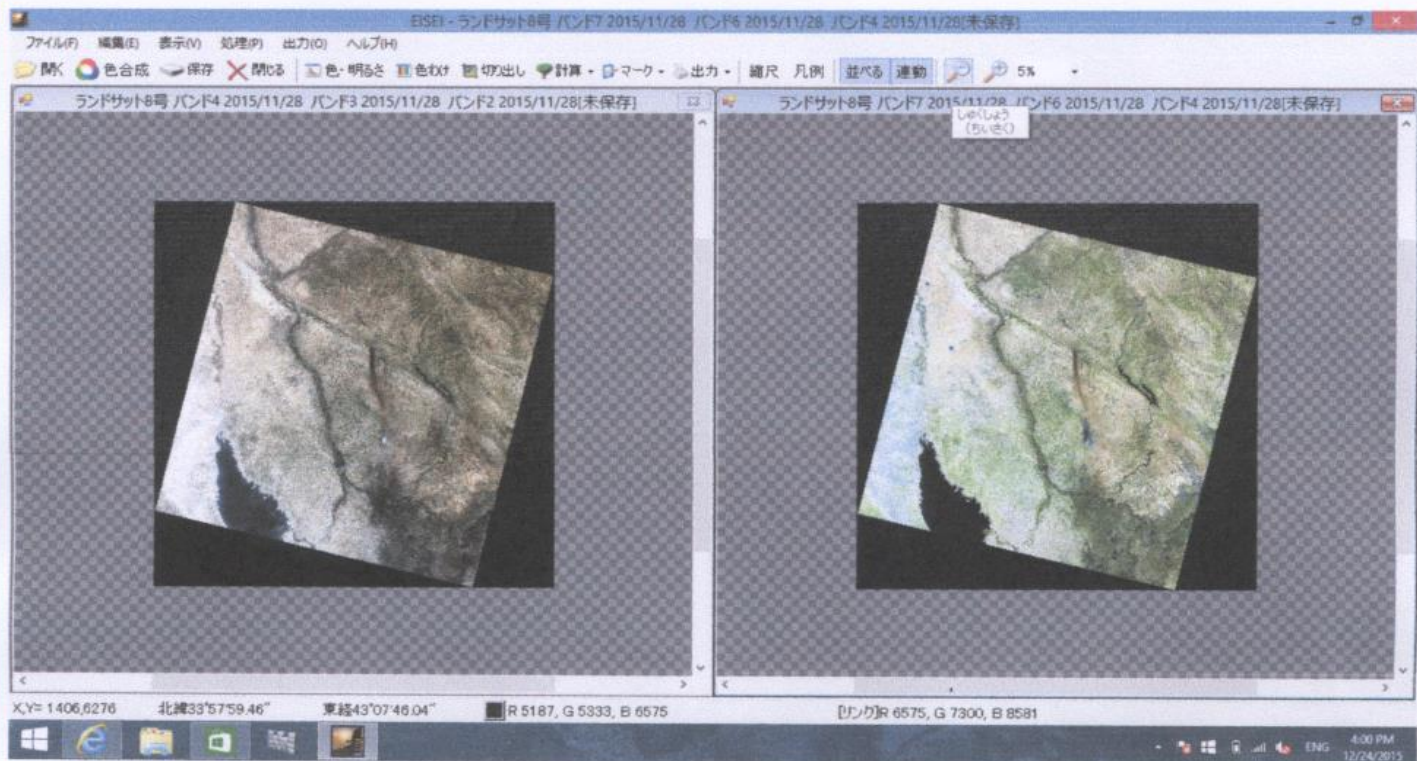 EISEI - ランドサット8号 バンド7 2015/11/28 バンド6 2015/11/28 バンド4 2015/11/28[未保存]
ファイル(F) 編集(E) 表示(V) 処理(P) 出力(O) ヘルプ(H)
開く 色合成 保存 閉じる 色・明るさ 色わけ 切り出し 計算 マーク 出力 縮尺 凡例 並べる 連動 5%
ランドサット8号 バンド4 2015/11/28 バンド3 2015/11/28 バンド2 2015/11/28[未保存]
ランドサット8号 バンド7 2015/11/28 バンド6 2015/11/28 バンド4 2015/11/28[未保存]
しゅくしょう
(ちいさく)
X,Y= 1406,6276 北緯33°57'59.46" 東経43°07'46.04" R 5187, G 5333, B 6575 [リンク]R 6575, G 7300, B 8581
ENG 4:00 PM
12/24/2015